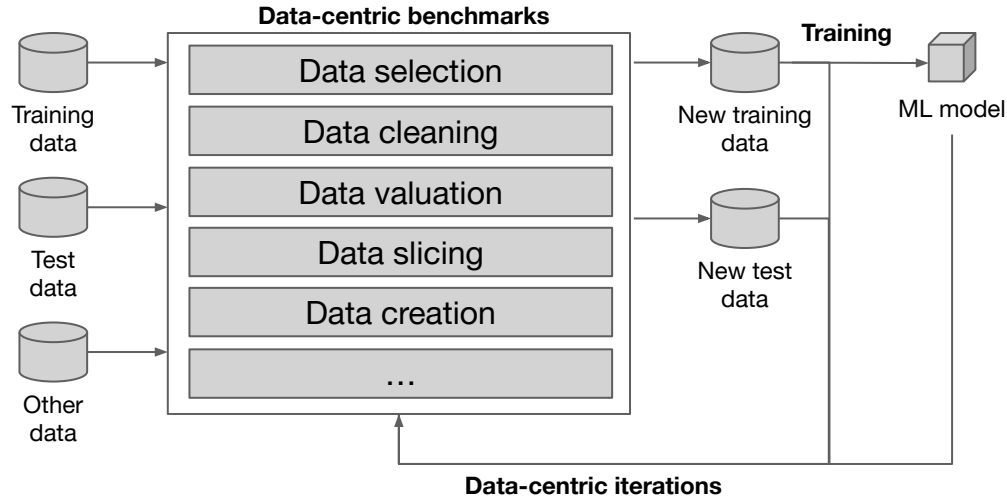 Data-centric benchmarks
Training
data
Test
data
Other
data
Data selection
Data cleaning
Data valuation
Data slicing
Data creation
...
New training
data
New test
data
Training
ML model
Data-centric iterations